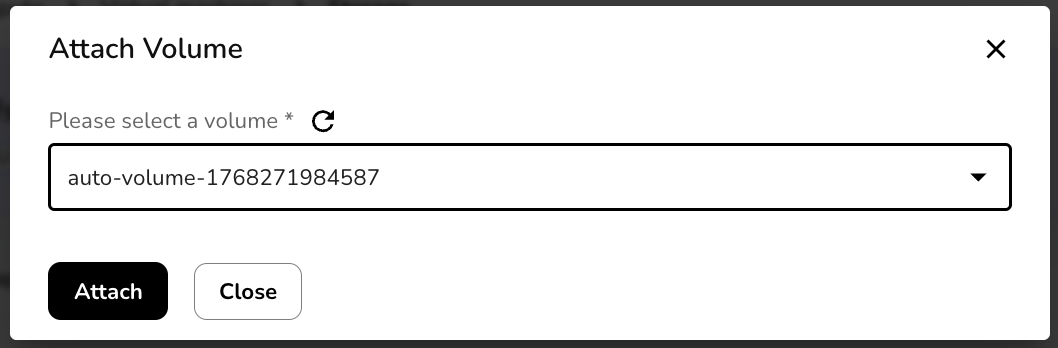 Attach Volume
Please select a volume *
auto-volume-1768271984587
Attach
Close